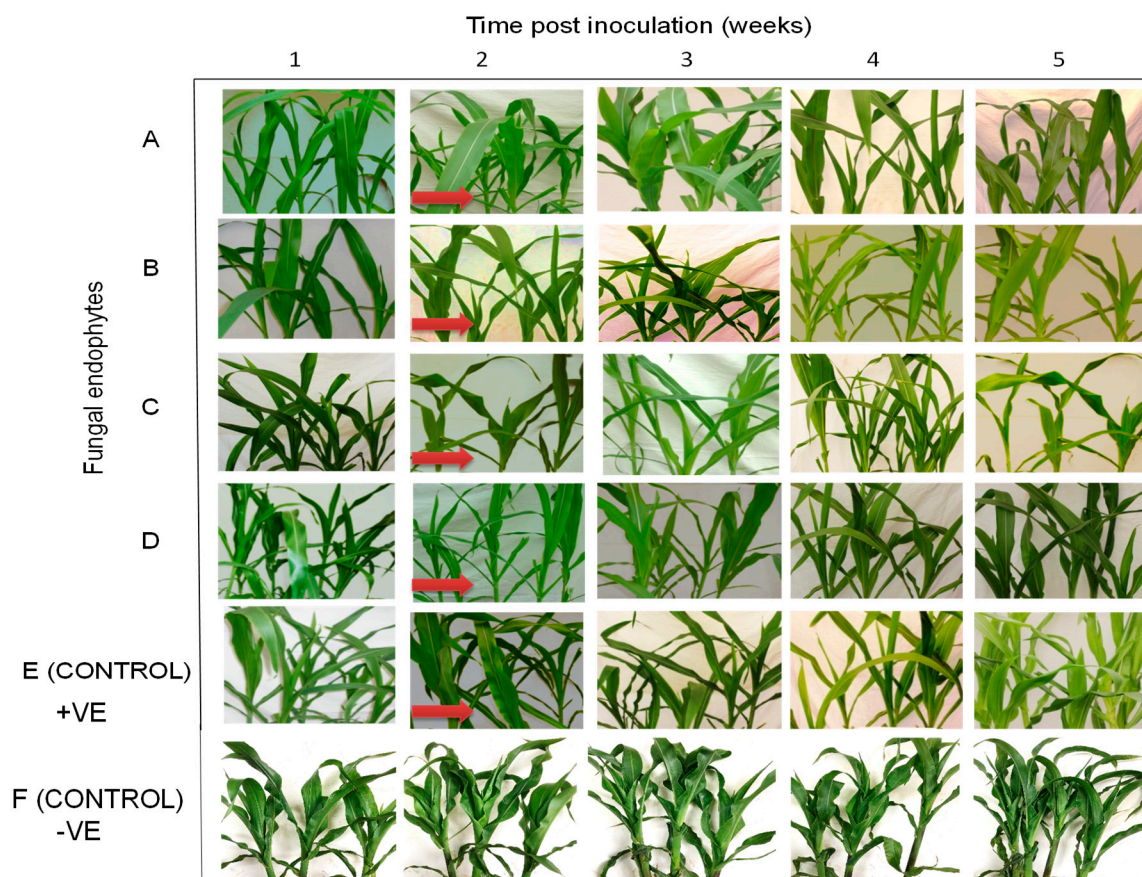 Time post inoculation (weeks)
1 2 3 4 5
A
B
Fungal endophytes
C
D
E (CONTROL)
+VE
F (CONTROL)
-VE